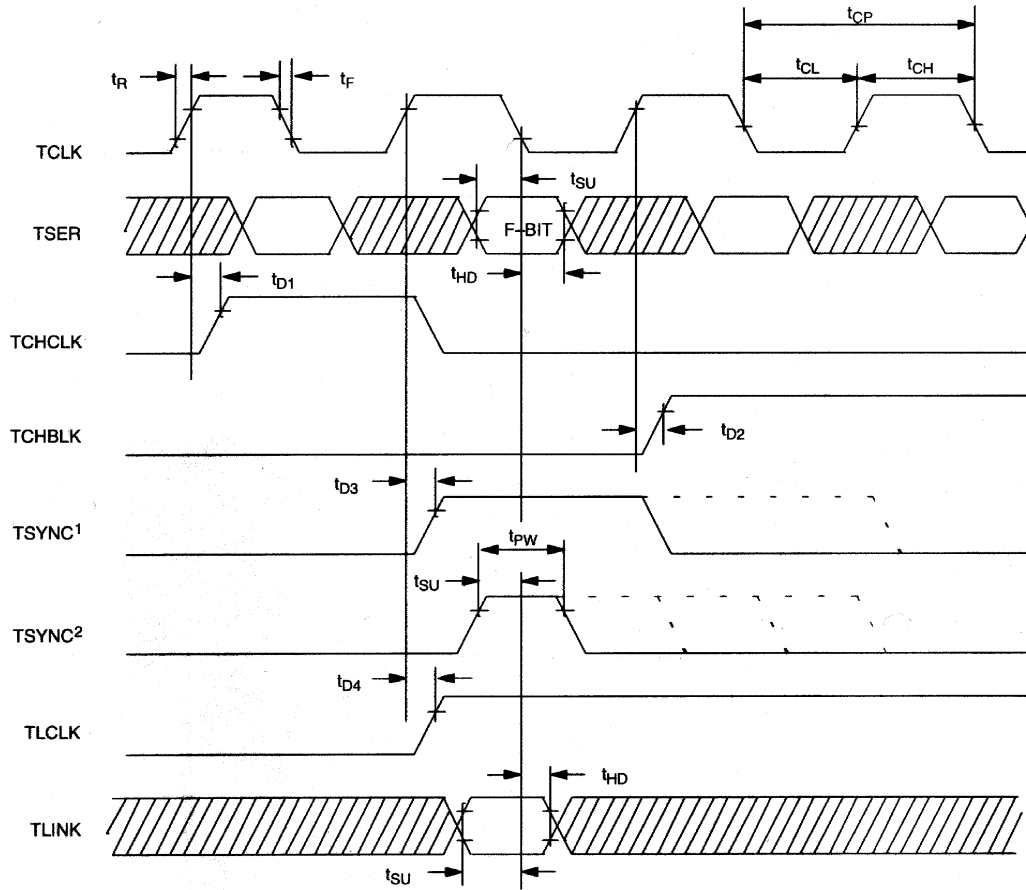 tCP
tR
tF
tCL
tCH
TCLK
tSU
TSER
F-BIT
tD1
tHD
TCHCLK
TCHBLK
tD2
tD3
TSYNC1
tPW
tSU
TSYNC2
tD4
TLCLK
tHD
TLINK
tSU